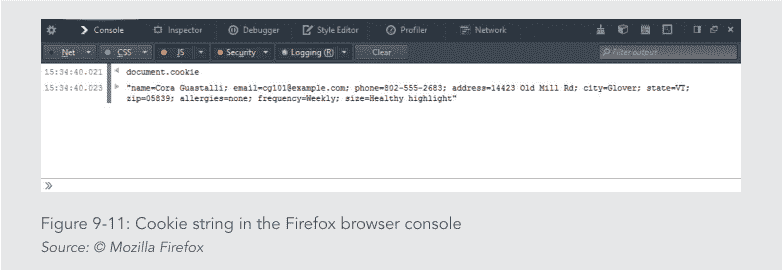 Console Inspector Debugger Style Editor Profiler Network
Net CSS JS Security Logging (R) Clear Filter output
15:34:40.021 document.cookie
15:34:40.023 "name=Cora Guastalli; email=cg101@example.com; phone=802-555-2683; address=14423 Old Mill Rd; city=Glover; state=VT;
zip=05839; allergies=none; frequency=Weekly; size=Healthy highlight"
Figure 9-11: Cookie string in the Firefox browser console
Source: © Mozilla Firefox